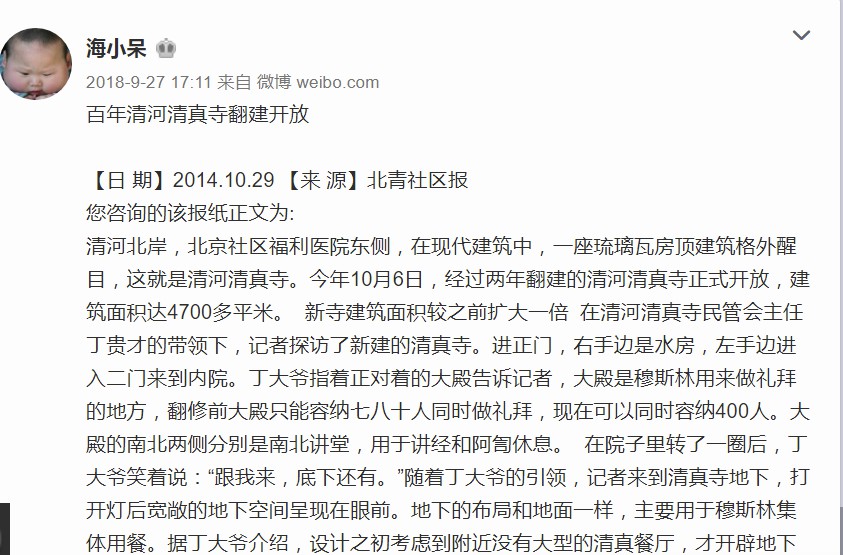 海小呆
2018-9-27 17:11 来自 微博 weibo.com
百年清河清真寺翻建开放
【日 期】2014.10.29 【来 源】北青社区报
您咨询的该报纸正文为:
清河北岸，北京社区福利医院东侧，在现代建筑中，一座琉璃瓦房顶建筑格外醒
目，这就是清河清真寺。今年10月6日，经过两年翻建的清河清真寺正式开放，建
筑面积达4700多平米。 新寺建筑面积较之前扩大一倍 在清河清真寺民管会主任
丁贵才的带领下，记者探访了新建的清真寺。进正门，右手边是水房，左手边进
入二门来到内院。丁大爷指着正对着的大殿告诉记者，大殿是穆斯林用来做礼拜
的地方，翻修前大殿只能容纳七八十人同时做礼拜，现在可以同时容纳400人。大
殿的南北两侧分别是南北讲堂，用于讲经和阿訇休息。 在院子里转了一圈后，丁
大爷笑着说：“跟我来，底下还有。”随着丁大爷的引领，记者来到清真寺地下，打
开灯后宽敞的地下空间呈现在眼前。地下的布局和地面一样，主要用于穆斯林集
体用餐。据丁大爷介绍，设计之初考虑到附近没有大型的清真餐厅，才开辟地下